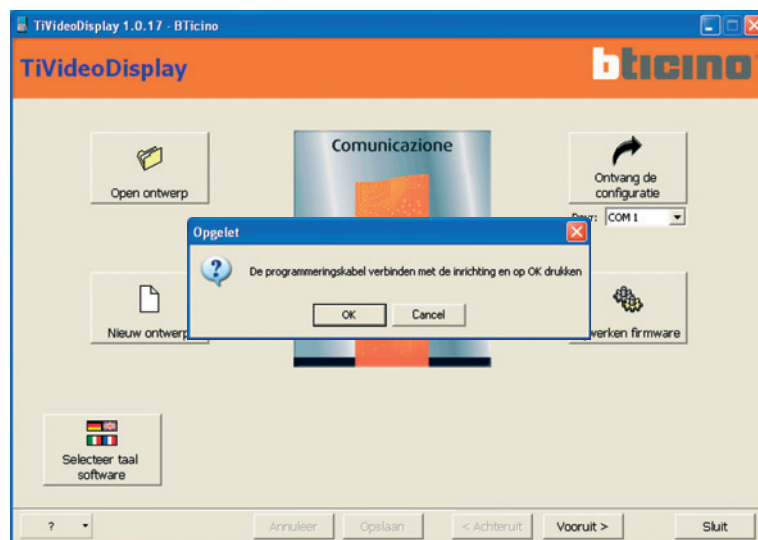 TiVideoDisplay 1.0.17 - BTicino
TiVideoDisplay
bticino
Open ontwerp
Comunicazione
Ontvang de
configuratie
COM 1
Opgelet
De programmeringskabel verbinden met de inrichting en op OK drukken
OK
Cancel
Nieuw ontwerp
werken firmware
Selecteer taal
software
?
Annuleer
Opslaan
< Achteruit
Vooruit >
Sluit